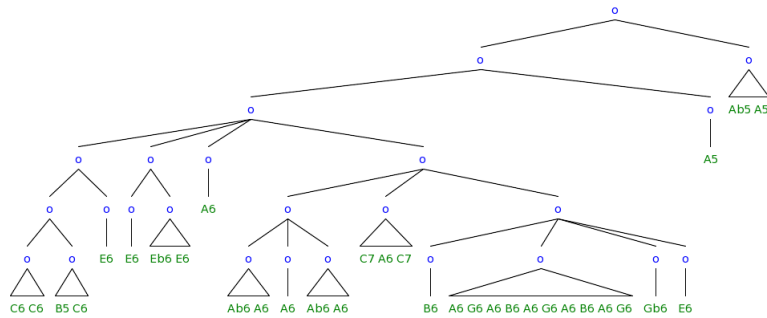 o
o o
o o Ab5 A5
o o o o A5
o o o o A6 o o o
o o E6 E6 Eb6 E6 o o o C7 A6 C7 o o o o
C6 C6 B5 C6 Ab6 A6 A6 Ab6 A6 B6 A6 G6 A6 B6 A6 G6 A6 B6 A6 G6 Gb6 E6